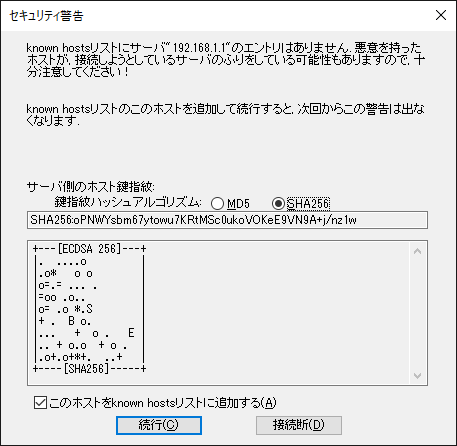 セキュリティ警告
known hostsリストにサーバ"192.168.1.1"のエントリはありません. 悪意を持った
ホストが, 接続しようとしているサーバのふりをしている可能性もありますので, 十
分注意してください!
known hostsリストのこのホストを追加して続行すると, 次回からこの警告は出な
くなります.
サーバ側のホスト鍵指紋:
鍵指紋ハッシュアルゴリズム: MD5 SHA256
SHA256:oPNWYsbm67ytowu7KRtMSc0ukoVOKeE9VN9A+j/nz1w
+---[ECDSA 256]---+
|.  ....o         |
|.o*   o o        |
|o=.= ... .       |
|=oo .o..         |
|o= .o *.S        |
|+ .  B o.        |
|...   +  o .   E |
|.. + o.o  + o .  |
|.o+.o+*+.  ..+   |
+----[SHA256]-----+
このホストをknown hostsリストに追加する(A)
続行(C) 接続断(D)